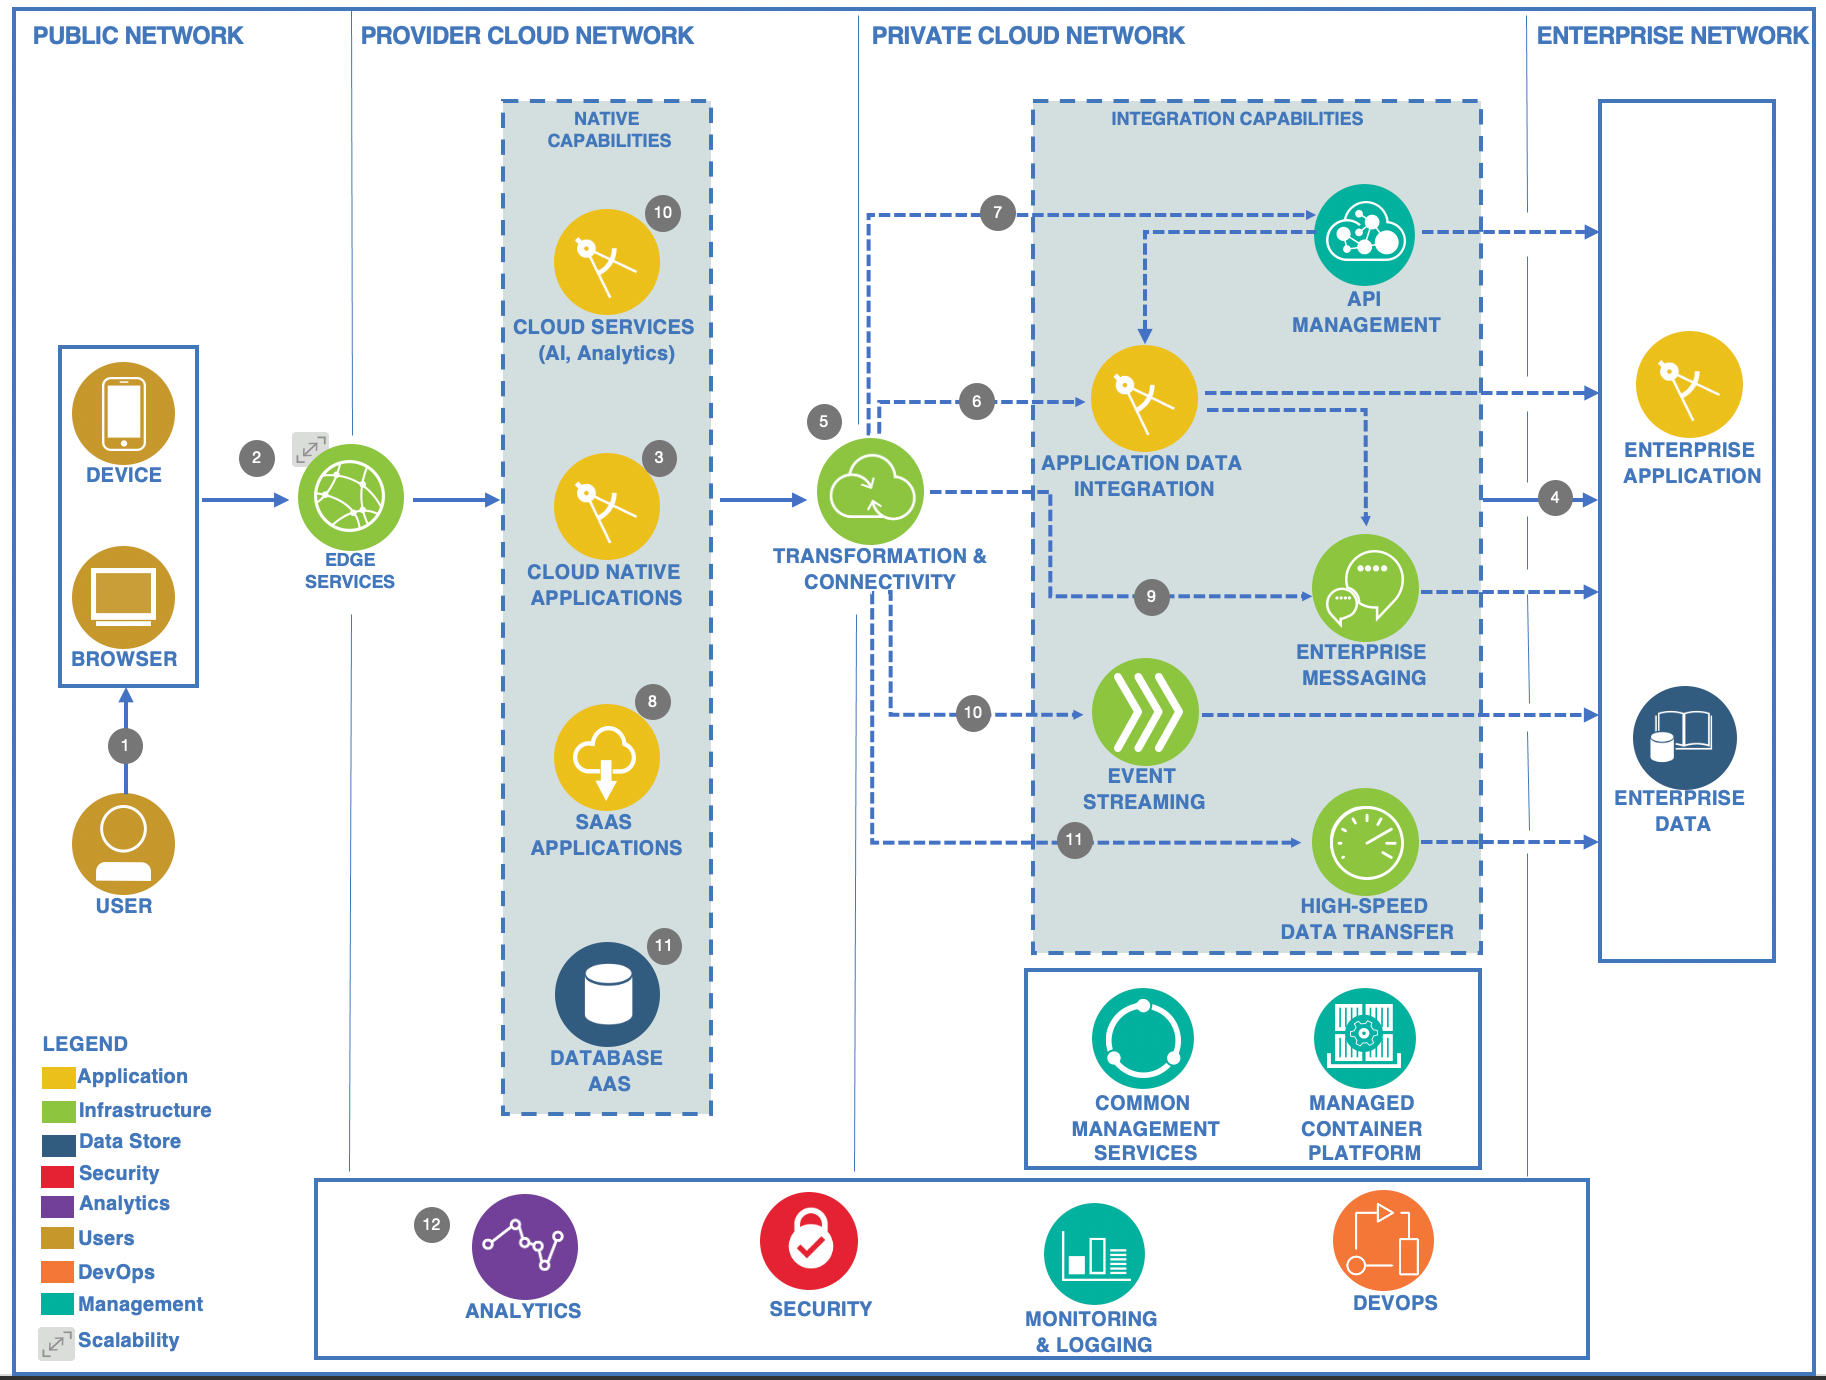 PUBLIC NETWORK
PROVIDER CLOUD NETWORK
PRIVATE CLOUD NETWORK
ENTERPRISE NETWORK
DEVICE
BROWSER
1
USER
2
EDGE
SERVICES
NATIVE
CAPABILITIES
10
CLOUD SERVICES
(AI, Analytics)
3
CLOUD NATIVE
APPLICATIONS
8
SAAS
APPLICATIONS
11
DATABASE
AAS
5
TRANSFORMATION &
CONNECTIVITY
INTEGRATION CAPABILITIES
7
API
MANAGEMENT
6
APPLICATION DATA
INTEGRATION
9
ENTERPRISE
MESSAGING
10
EVENT
STREAMING
11
HIGH-SPEED
DATA TRANSFER
4
ENTERPRISE
APPLICATION
ENTERPRISE
DATA
COMMON
MANAGEMENT
SERVICES
MANAGED
CONTAINER
PLATFORM
LEGEND
Application
Infrastructure
Data Store
Security
Analytics
Users
DevOps
Management
Scalability
12
ANALYTICS
SECURITY
MONITORING
& LOGGING
DEVOPS